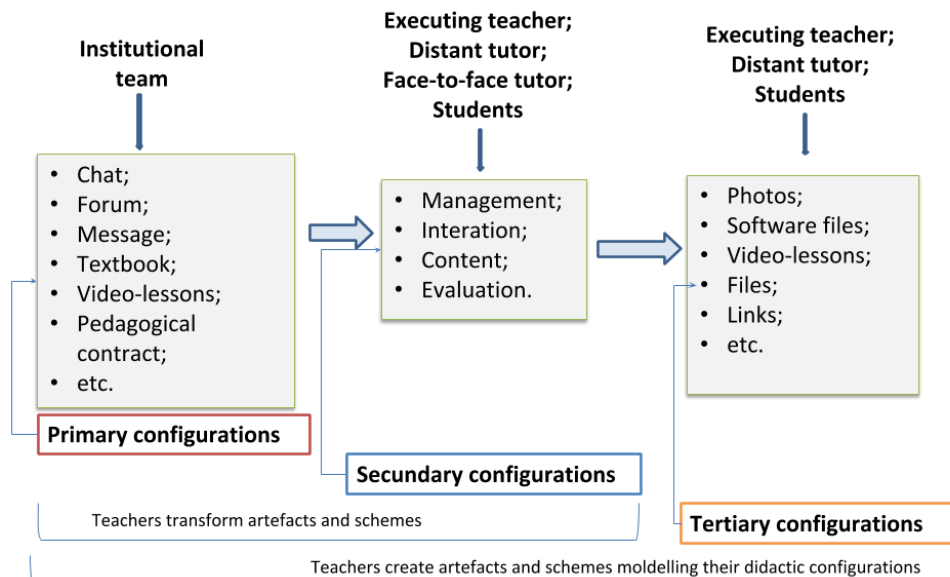 Institutional
team
Executing teacher;
Distant tutor;
Face-to-face tutor;
Students
Executing teacher;
Distant tutor;
Students
• Chat;
• Forum;
• Message;
• Textbook;
• Video-lessons;
• Pedagogical
contract;
• etc.
• Management;
• Interation;
• Content;
• Evaluation.
• Photos;
• Software files;
• Video-lessons;
• Files;
• Links;
• etc.
Primary configurations
Secundary configurations
Tertiary configurations
Teachers transform artefacts and schemes
Teachers create artefacts and schemes moldelling their didactic configurations